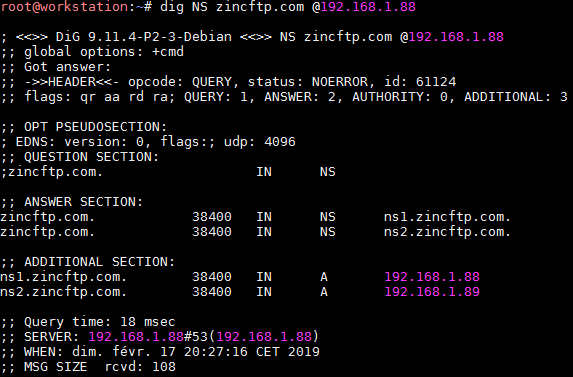 root@workstation:~# dig NS zincftp.com @192.168.1.88
; <<>> DiG 9.11.4-P2-3-Debian <<>> NS zincftp.com @192.168.1.88
;; global options: +cmd
;; Got answer:
;; ->>HEADER<<- opcode: QUERY, status: NOERROR, id: 61124
;; flags: qr aa rd ra; QUERY: 1, ANSWER: 2, AUTHORITY: 0, ADDITIONAL: 3
;; OPT PSEUDOSECTION:
; EDNS: version: 0, flags:; udp: 4096
;; QUESTION SECTION:
;zincftp.com. IN NS
;; ANSWER SECTION:
zincftp.com. 38400 IN NS ns1.zincftp.com.
zincftp.com. 38400 IN NS ns2.zincftp.com.
;; ADDITIONAL SECTION:
ns1.zincftp.com. 38400 IN A 192.168.1.88
ns2.zincftp.com. 38400 IN A 192.168.1.89
;; Query time: 18 msec
;; SERVER: 192.168.1.88#53(192.168.1.88)
;; WHEN: dim. févr. 17 20:27:16 CET 2019
;; MSG SIZE rcvd: 108